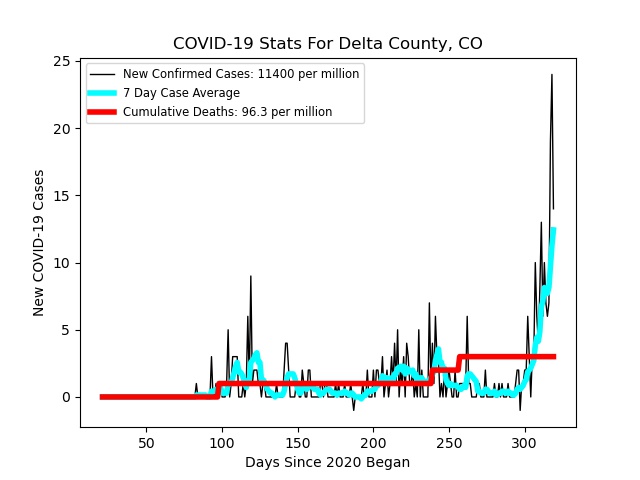 COVID-19 Stats For Delta County, CO
New Confirmed Cases: 11400 per million
7 Day Case Average
Cumulative Deaths: 96.3 per million
New COVID-19 Cases
25
20
15
10
5
0
50 100 150 200 250 300
Days Since 2020 Began